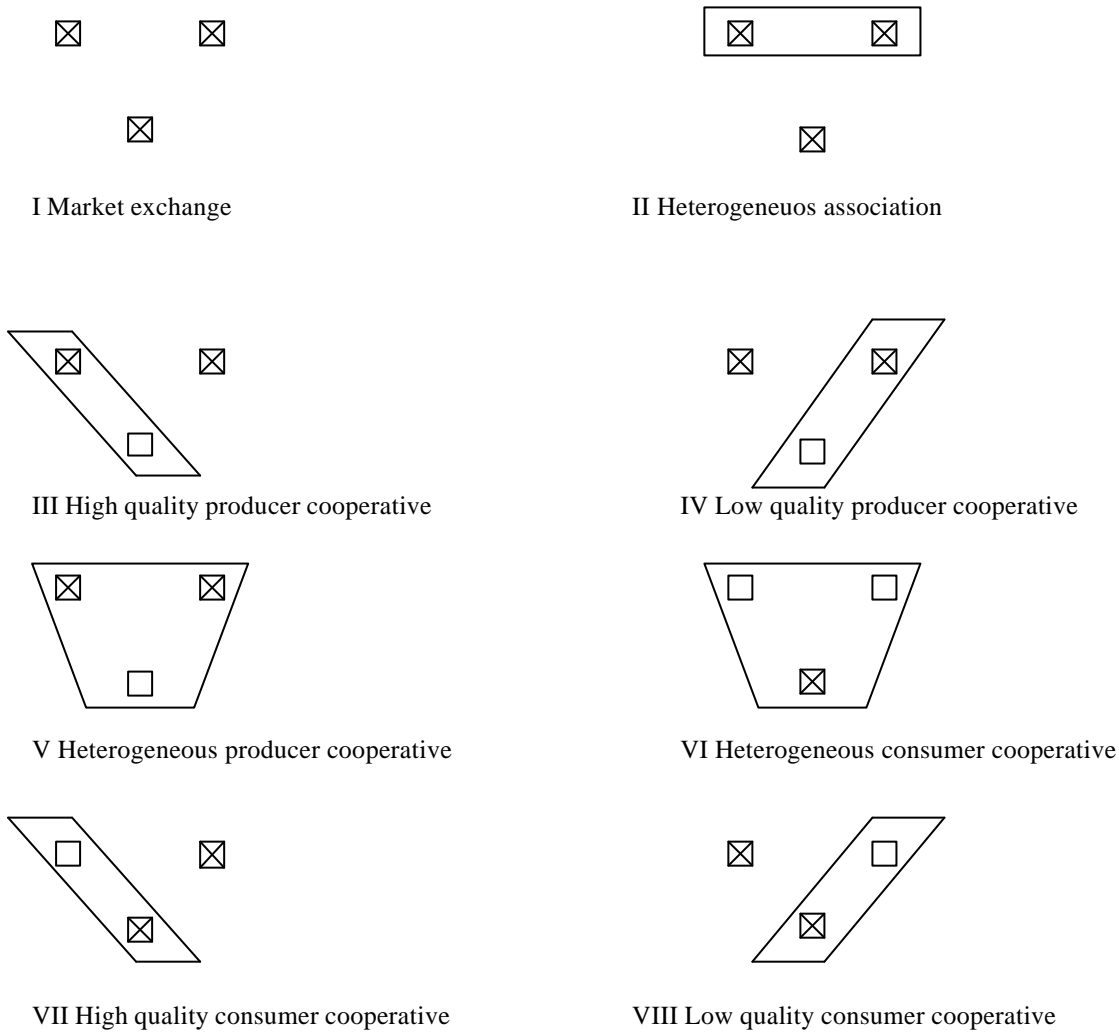 I Market exchange
II Heterogeneuos association
III High quality producer cooperative
IV Low quality producer cooperative
V Heterogeneous producer cooperative
VI Heterogeneous consumer cooperative
VII High quality consumer cooperative
VIII Low quality consumer cooperative